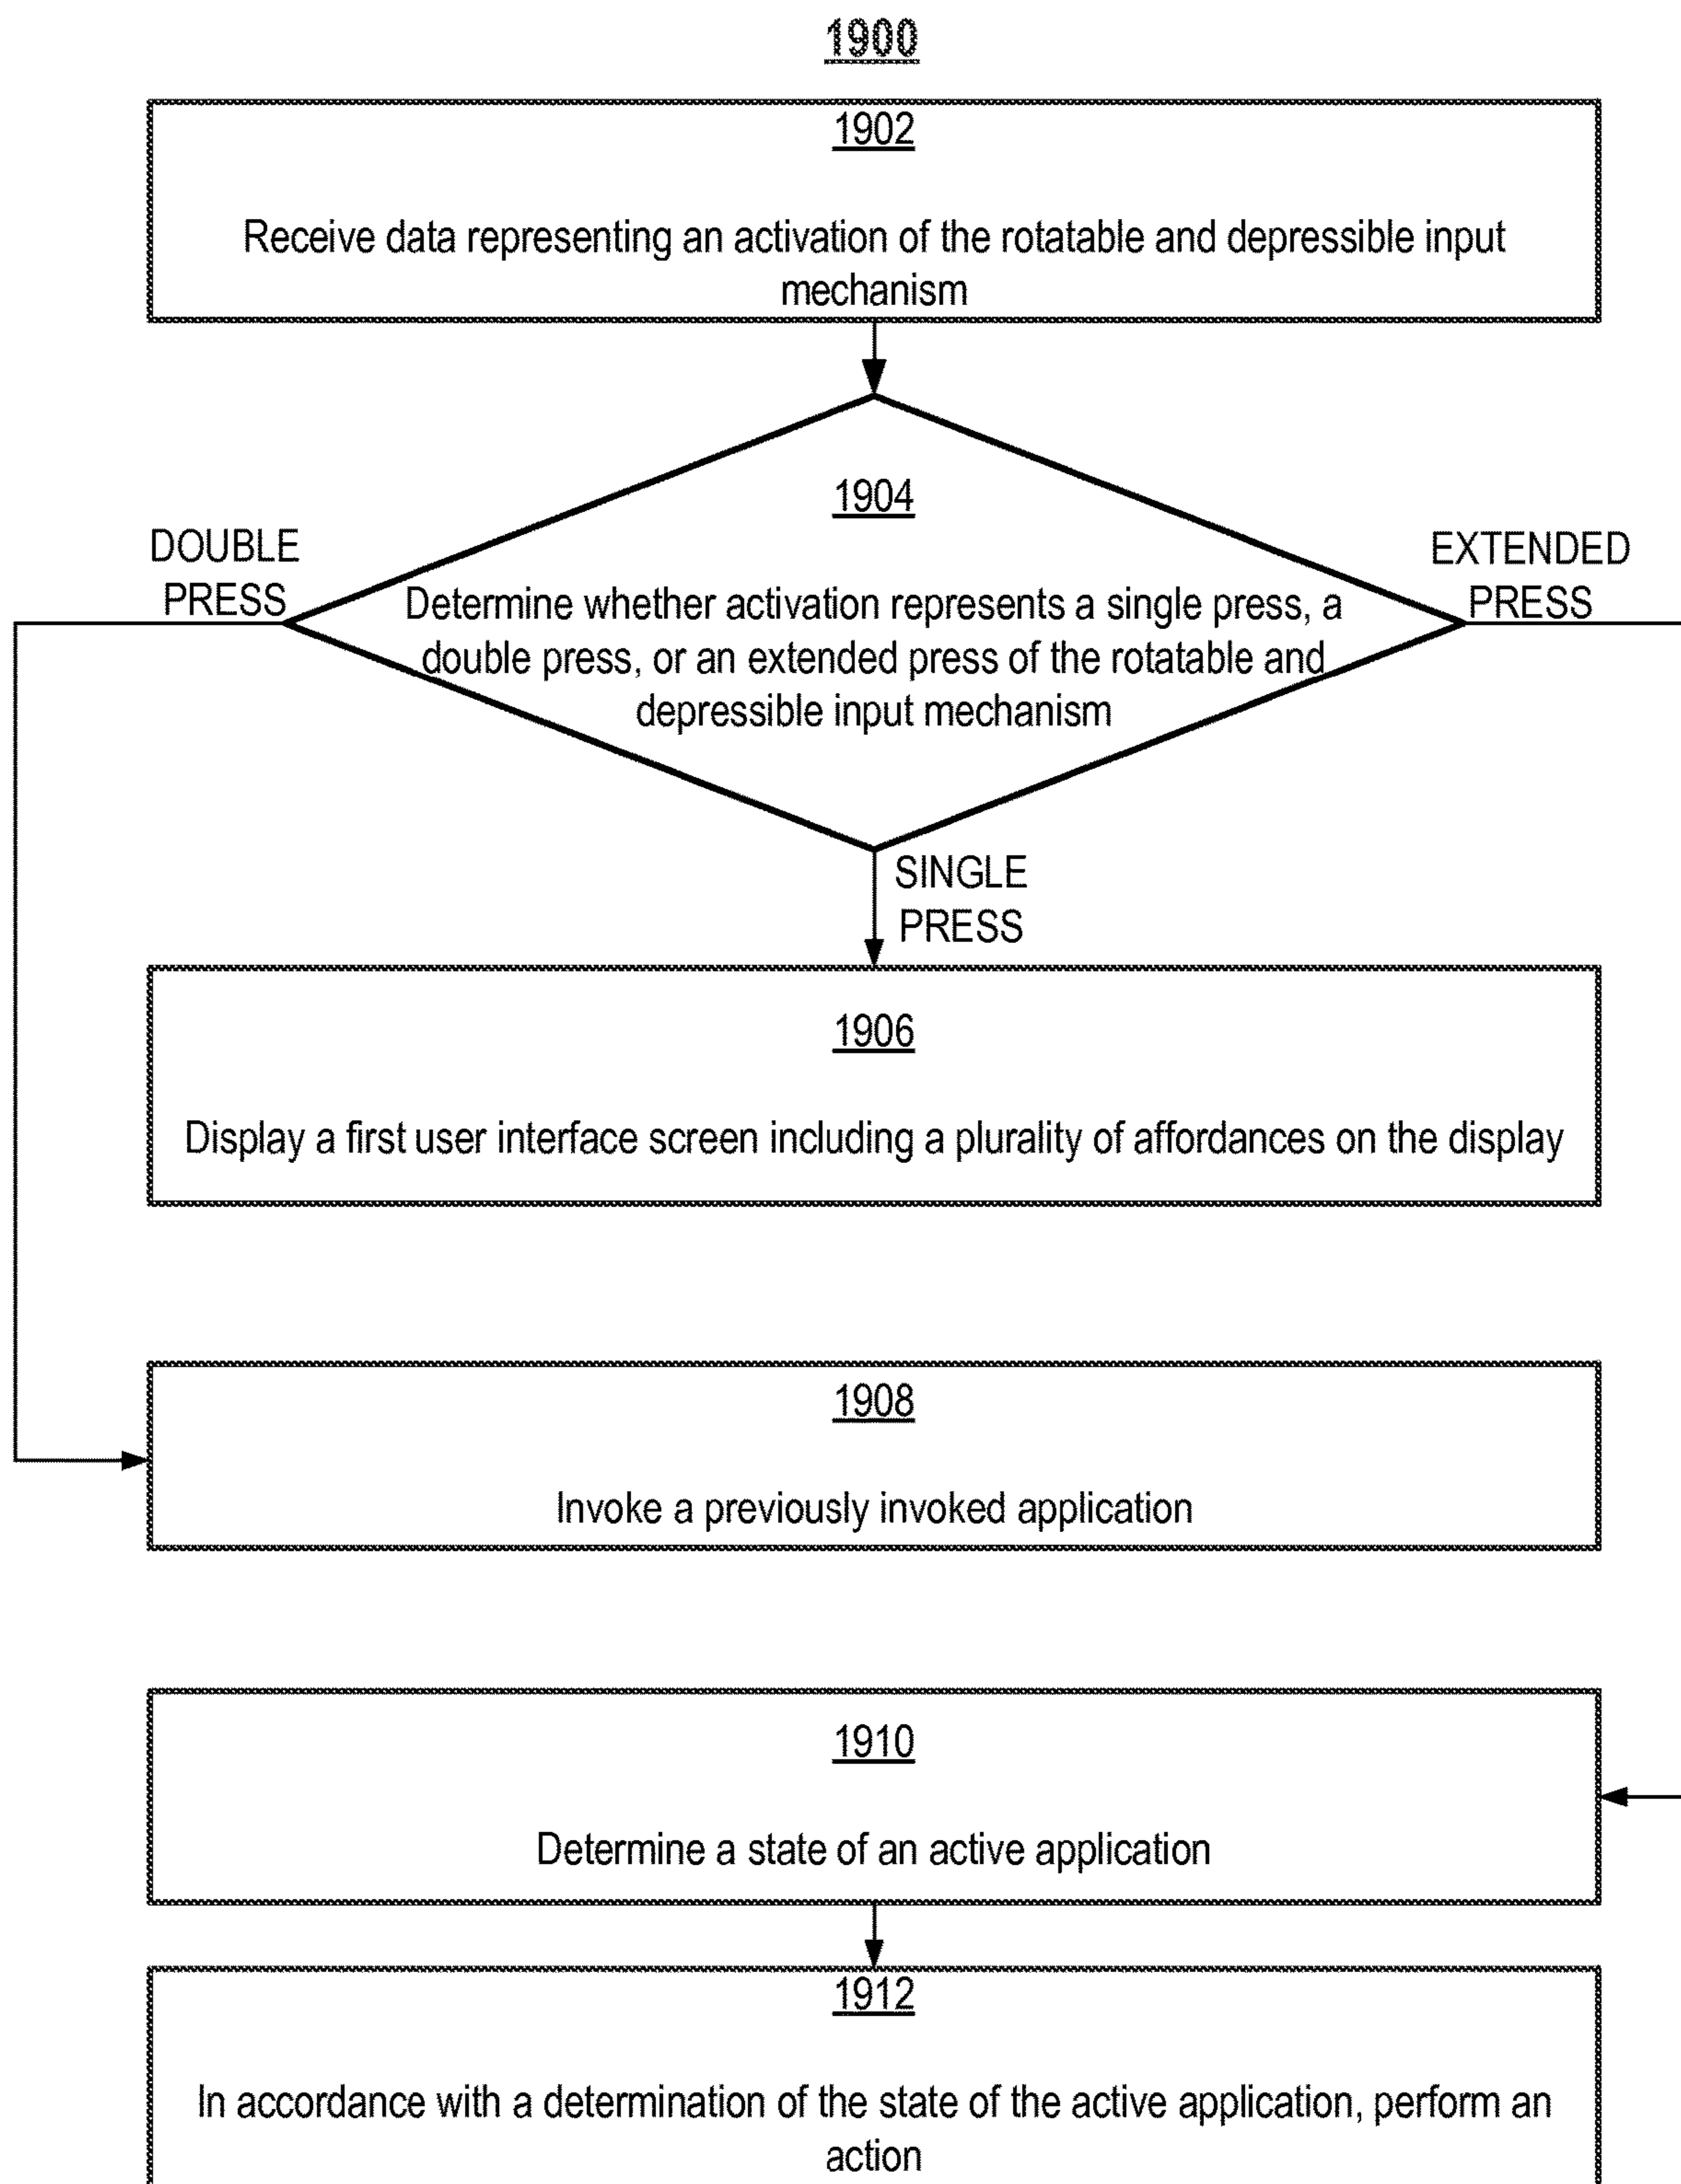 1900
1902
Receive data representing an activation of the rotatable and depressible input
mechanism
1904
DOUBLE
PRESS
EXTENDED
PRESS
Determine whether activation represents a single press, a
double press, or an extended press of the rotatable and
depressible input mechanism
SINGLE
PRESS
1906
Display a first user interface screen including a plurality of affordances on the display
1908
Invoke a previously invoked application
1910
Determine a state of an active application
1912
In accordance with a determination of the state of the active application, perform an
action